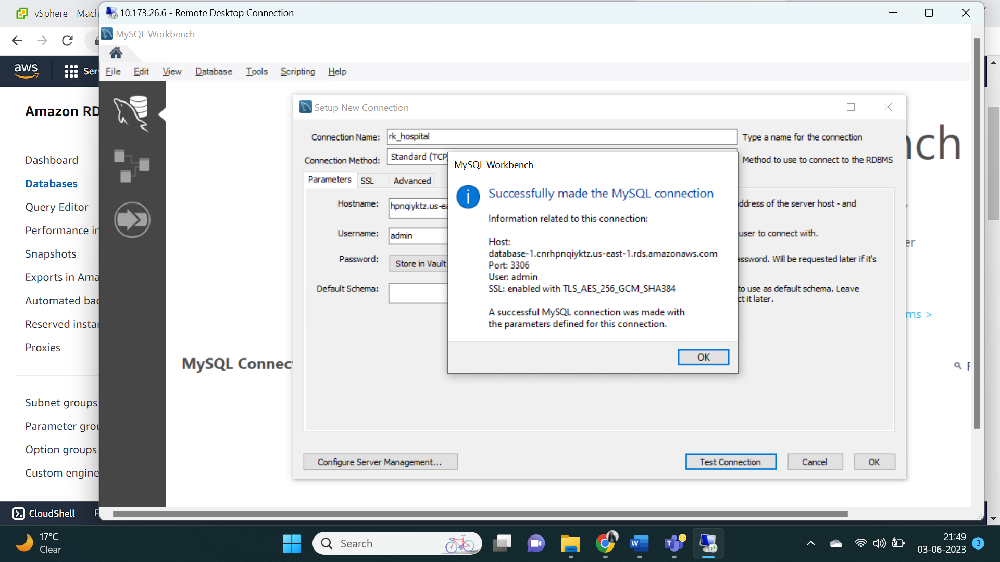 vSphere - Mach
10.173.26.6 - Remote Desktop Connection
MySQL Workbench
aws
Ser
File Edit View Database Tools Scripting Help
Amazon RD
Dashboard
Databases
Query Editor
Performance in
Snapshots
Exports in Ama
Automated bac
Reserved instan
Proxies
Subnet groups
Parameter grou
Option groups
Custom engine
CloudShell
F
nch
er
ms >
MySQL Connect
F
Setup New Connection
Connection Name: rk_hospital Type a name for the connection
Connection Method: Standard (TCP Method to use to connect to the RDBMS
Parameters SSL Advanced
Hostname: hpnqiyktz.us-ea ddress of the server host - and
Username: admin user to connect with.
Password: Store in Vault assword. Will be requested later if it's
Default Schema: to use as default schema. Leave
ct it later.
MySQL Workbench
Successfully made the MySQL connection
Information related to this connection:
Host:
database-1.cnrhpnqiyktz.us-east-1.rds.amazonaws.com
Port: 3306
User: admin
SSL: enabled with TLS_AES_256_GCM_SHA384
A successful MySQL connection was made with
the parameters defined for this connection.
OK
Configure Server Management... Test Connection Cancel OK
17°C
Clear
Search
21:49
03-06-2023
3